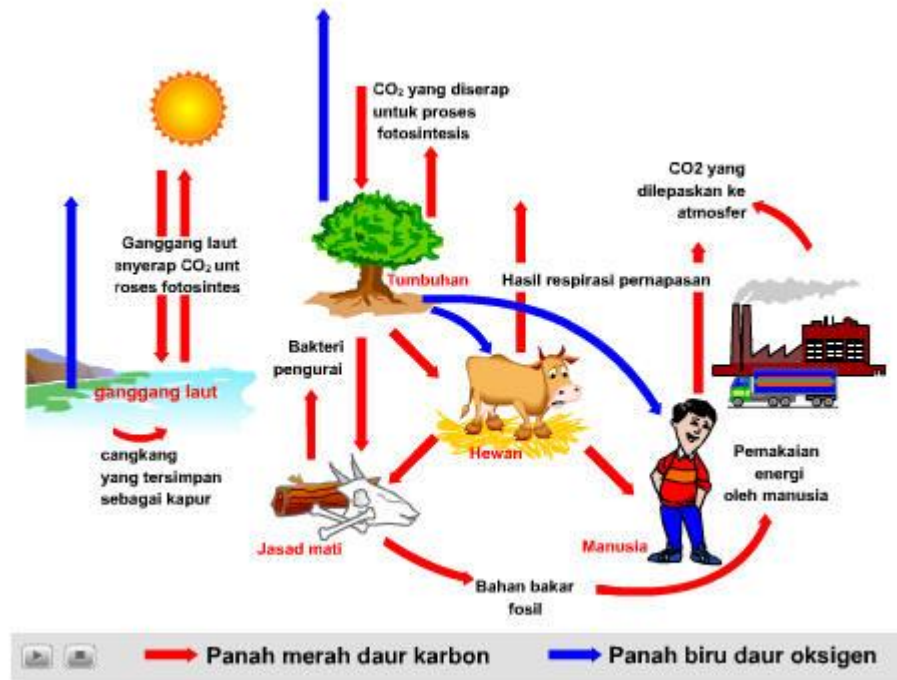 CO₂ yang diserap
untuk proses
fotosintesis
CO2 yang
dilepaskan ke
atmosfer
Ganggang laut
enyerap CO₂ unt
roses fotosintes
Tumbuhan
Hasil respirasi pernapasan
Bakteri
pengurai
ganggang laut
cangkang
yang tersimpan
sebagai kapur
Hewan
Pemakaian
energi
oleh manusia
Jasad mati
Manusia
Bahan bakar
fosil
Panah merah daur karbon
Panah biru daur oksigen